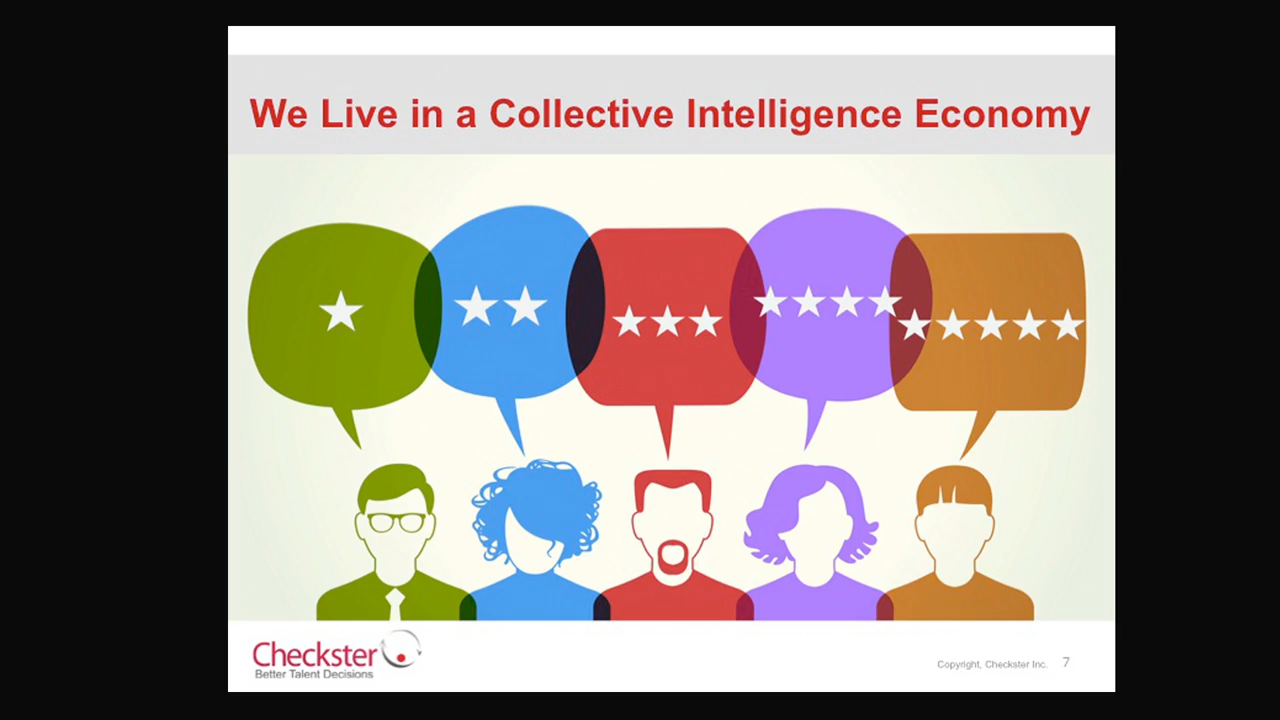 We Live in a Collective Intelligence Economy
Checkster
Better Talent Decisions
Copyright, Checkster Inc. 7